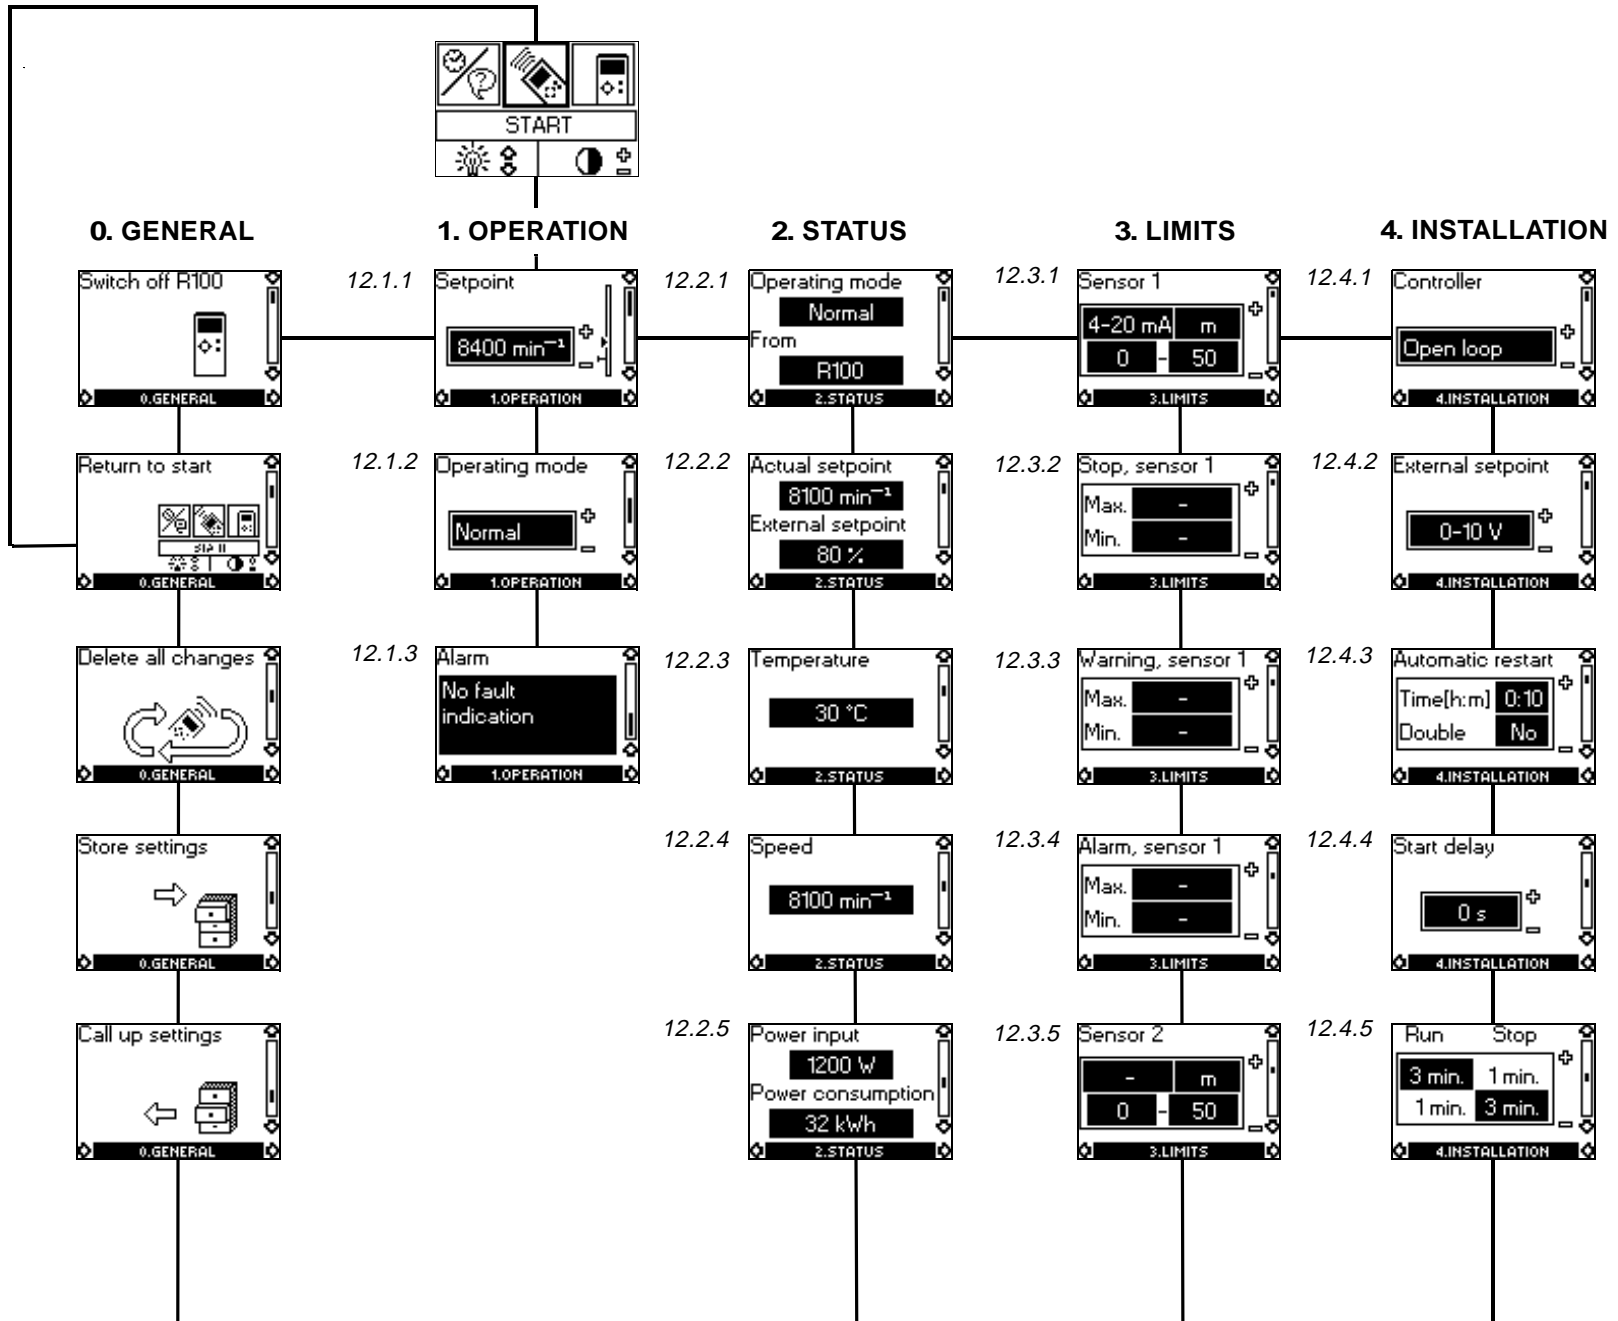 START
0. GENERAL
1. OPERATION
2. STATUS
3. LIMITS
4. INSTALLATION
Switch off R100
0.GENERAL
Return to start
START
0.GENERAL
Delete all changes
0.GENERAL
Store settings
0.GENERAL
Call up settings
0.GENERAL
12.1.1
Setpoint
8400 min⁻¹
1.OPERATION
12.1.2
Operating mode
Normal
1.OPERATION
12.1.3
Alarm
No fault
indication
1.OPERATION
12.2.1
Operating mode
Normal
From
R100
2.STATUS
12.2.2
Actual setpoint
8100 min⁻¹
External setpoint
80 %
2.STATUS
12.2.3
Temperature
30 °C
2.STATUS
12.2.4
Speed
8100 min⁻¹
2.STATUS
12.2.5
Power input
1200 W
Power consumption
32 kWh
2.STATUS
12.3.1
Sensor 1
4-20 mA m
0 - 50
3.LIMITS
12.3.2
Stop, sensor 1
Max. -
Min. -
3.LIMITS
12.3.3
Warning, sensor 1
Max. -
Min. -
3.LIMITS
12.3.4
Alarm, sensor 1
Max. -
Min. -
3.LIMITS
12.3.5
Sensor 2
- m
0 - 50
3.LIMITS
12.4.1
Controller
Open loop
4.INSTALLATION
12.4.2
External setpoint
0-10 V
4.INSTALLATION
12.4.3
Automatic restart
Time[h:m] 0:10
Double No
4.INSTALLATION
12.4.4
Start delay
0 s
4.INSTALLATION
12.4.5
Run Stop
3 min. 1 min.
1 min. 3 min.
4.INSTALLATION